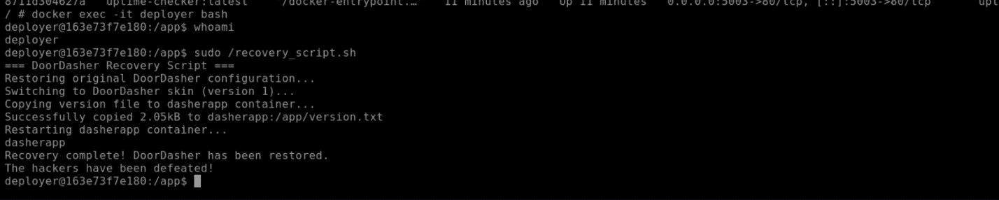 8711d304627a uptime-checker:latest "/docker-entrypoint.… 11 minutes ago Up 11 minutes 0.0.0.0:5003->80/tcp, [::]:5003->80/tcp upt
/ # docker exec -it deployer bash
deployer@163e73f7e180:/app$ whoami
deployer
deployer@163e73f7e180:/app$ sudo /recovery_script.sh
=== DoorDasher Recovery Script ===
Restoring original DoorDasher configuration...
Switching to DoorDasher skin (version 1)...
Copying version file to dasherapp container...
Successfully copied 2.05kB to dasherapp:/app/version.txt
Restarting dasherapp container...
dasherapp
Recovery complete! DoorDasher has been restored.
The hackers have been defeated!
deployer@163e73f7e180:/app$